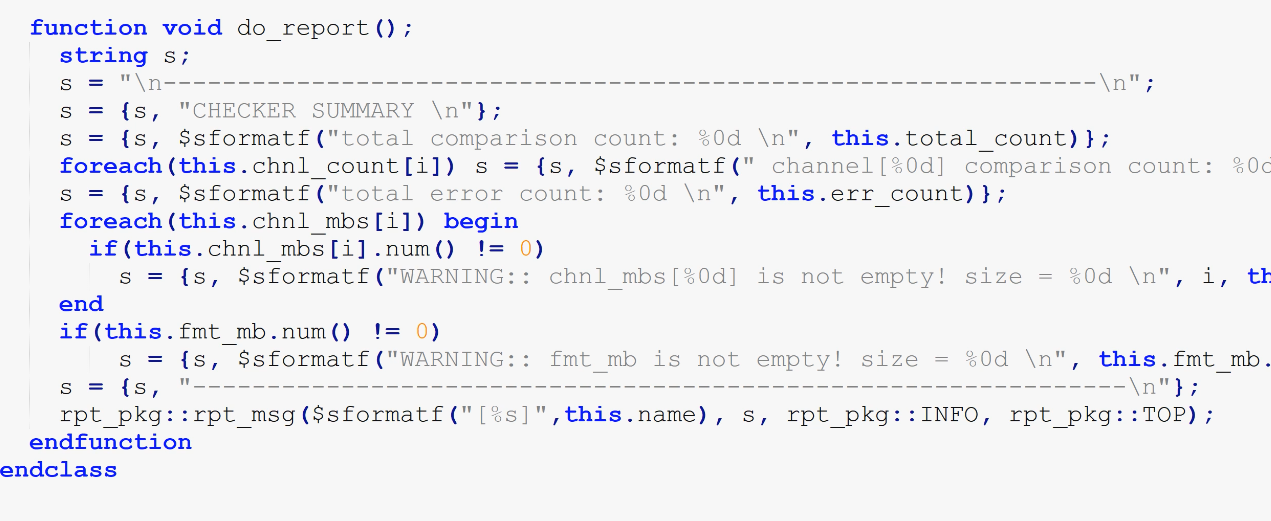 function void do_report();
string s;
s = "\n---------------------------------------------------------------\n";
s = {s, "CHECKER SUMMARY \n"};
s = {s, $sformatf("total comparison count: %0d \n", this.total_count)};
foreach(this.chnl_count[i]) s = {s, $sformatf(" channel[%0d] comparison count: %0d
s = {s, $sformatf("total error count: %0d \n", this.err_count)};
foreach(this.chnl_mbs[i]) begin
if(this.chnl_mbs[i].num() != 0)
s = {s, $sformatf("WARNING:: chnl_mbs[%0d] is not empty! size = %0d \n", i, th
end
if(this.fmt_mb.num() != 0)
s = {s, $sformatf("WARNING:: fmt_mb is not empty! size = %0d \n", this.fmt_mb.
s = {s, "---------------------------------------------------------------\n"};
rpt_pkg::rpt_msg($sformatf("[%s]",this.name), s, rpt_pkg::INFO, rpt_pkg::TOP);
endfunction
endclass